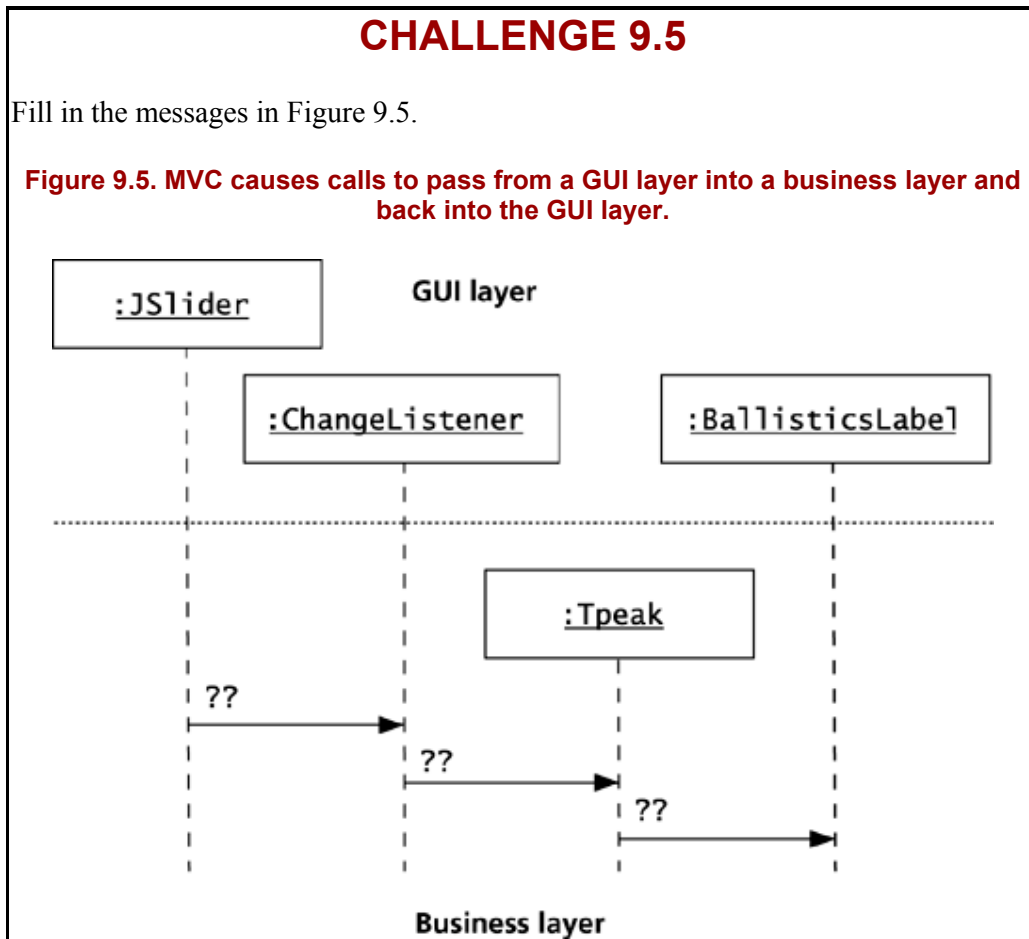 CHALLENGE 9.5
Fill in the messages in Figure 9.5.
Figure 9.5. MVC causes calls to pass from a GUI layer into a business layer and
back into the GUI layer.
:JSlider
GUI layer
:ChangeListener
:BallisticsLabel
:Tpeak
??
??
??
Business layer